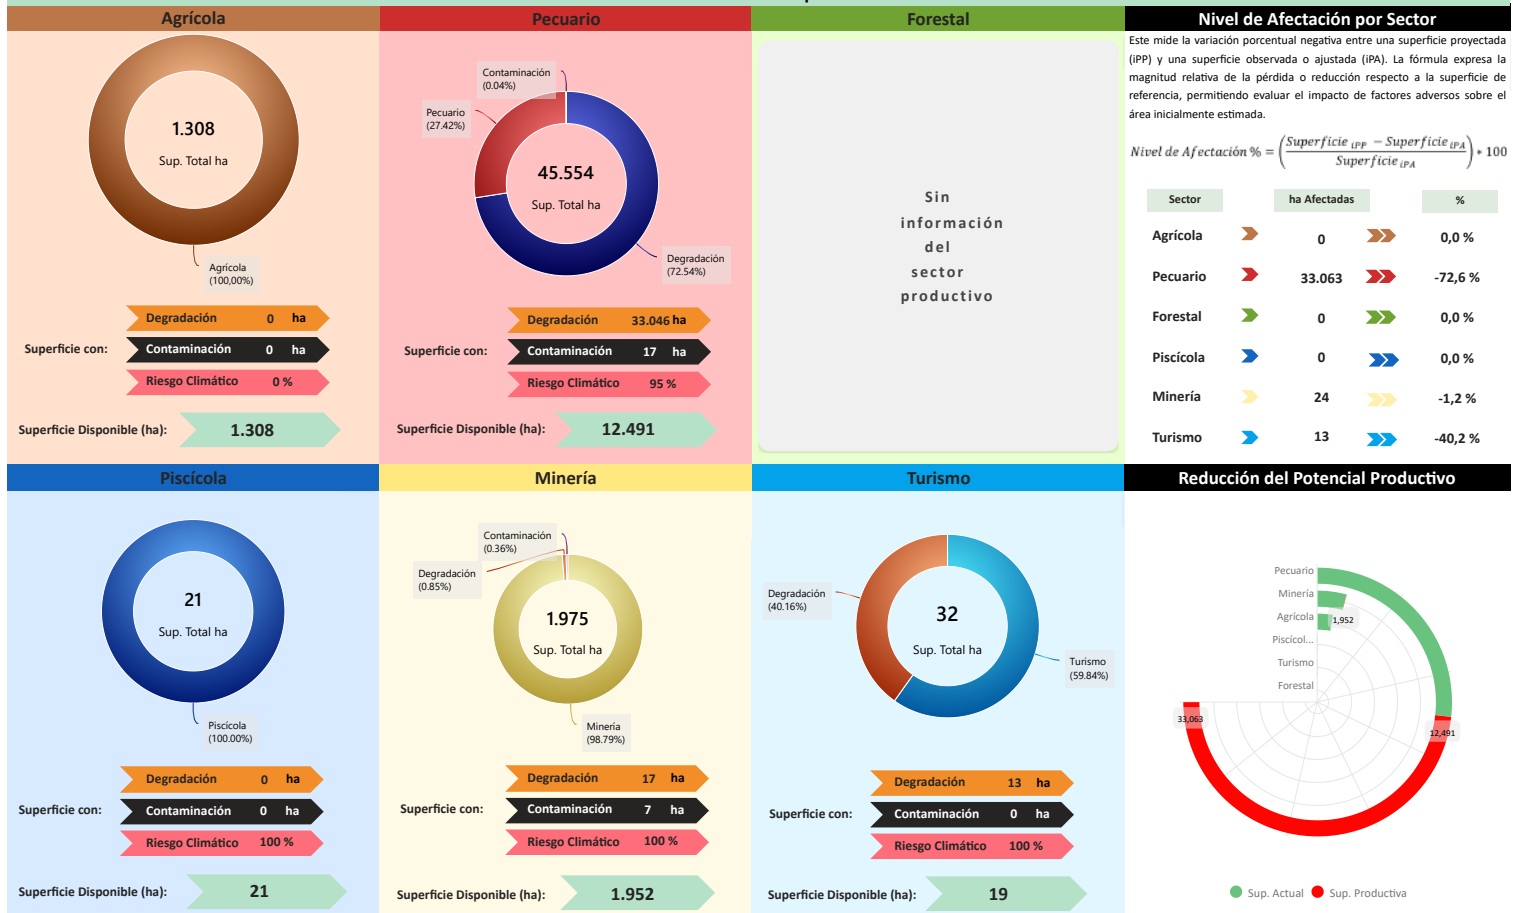 Agrícola
1.308
Sup. Total ha
Agrícola
(100,00%)
Superficie con:
Degradación 0 ha
Contaminación 0 ha
Riesgo Climático 0 %
Superficie Disponible (ha): 1.308
Pecuario
Contaminación
(0.04%)
Pecuario
(27.42%)
45.554
Sup. Total ha
Degradación
(72.54%)
Superficie con:
Degradación 33.046 ha
Contaminación 17 ha
Riesgo Climático 95 %
Superficie Disponible (ha): 12.491
Forestal
Sin
información
del
sector
productivo
Nivel de Afectación por Sector
Este mide la variación porcentual negativa entre una superficie proyectada
(iPP) y una superficie observada o ajustada (iPA). La fórmula expresa la
magnitud relativa de la pérdida o reducción respecto a la superficie de
referencia, permitiendo evaluar el impacto de factores adversos sobre el
área inicialmente estimada.
Nivel de Afectación % = (Superficie iPP − Superficie iPA / Superficie iPA) * 100
Sector ha Afectadas %
Agrícola 0 0,0 %
Pecuario 33.063 -72,6 %
Forestal 0 0,0 %
Piscícola 0 0,0 %
Minería 24 -1,2 %
Turismo 13 -40,2 %
Piscícola
21
Sup. Total ha
Piscícola
(100.00%)
Superficie con:
Degradación 0 ha
Contaminación 0 ha
Riesgo Climático 100 %
Superficie Disponible (ha): 21
Minería
Contaminación
(0.36%)
Degradación
(0.85%)
1.975
Sup. Total ha
Minería
(98.79%)
Superficie con:
Degradación 17 ha
Contaminación 7 ha
Riesgo Climático 100 %
Superficie Disponible (ha): 1.952
Turismo
Degradación
(40.16%)
32
Sup. Total ha
Turismo
(59.84%)
Superficie con:
Degradación 13 ha
Contaminación 0 ha
Riesgo Climático 100 %
Superficie Disponible (ha): 19
Reducción del Potencial Productivo
Pecuario
Minería
Agrícola
1,952
Piscícol...
Turismo
Forestal
33,063
12,491
Sup. Actual Sup. Productiva